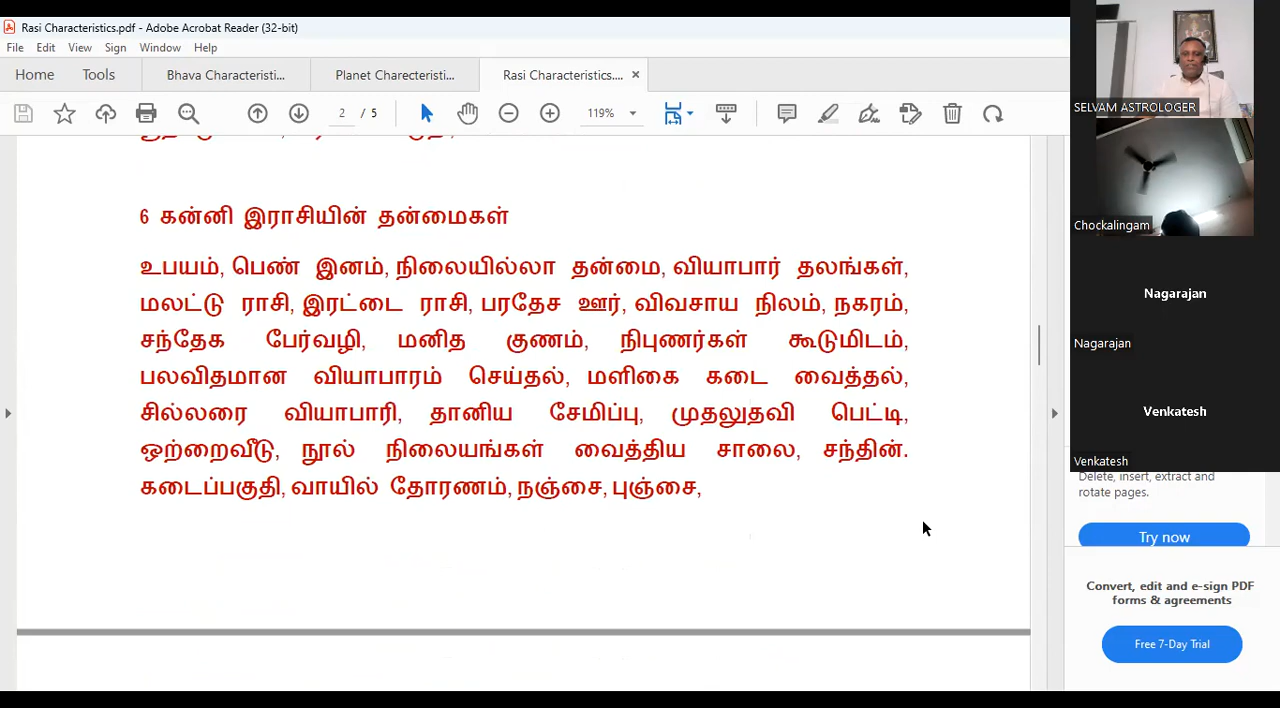 Rasi Characteristics.pdf - Adobe Acrobat Reader (32-bit)
File Edit View Sign Window Help
Home Tools Bhava Characteristi... Planet Charecteristi... Rasi Characteristics....
2 / 5 119%
6 கன்னி இராசியின் தன்மைகள்
உபயம், பெண் இனம், நிலையில்லா தன்மை, வியாபார் தலங்கள்,
மலட்டு ராசி, இரட்டை ராசி, பரதேச ஊர், விவசாய நிலம், நகரம்,
சந்தேக பேர்வழி, மனித குணம், நிபுணர்கள் கூடுமிடம்,
பலவிதமான வியாபாரம் செய்தல், மளிகை கடை வைத்தல்,
சில்லரை வியாபாரி, தானிய சேமிப்பு, முதலுதவி பெட்டி,
ஒற்றைவீடு, நூல் நிலையங்கள் வைத்திய சாலை, சந்தின்.
கடைப்பகுதி, வாயில் தோரணம், நஞ்சை, புஞ்சை,
SELVAM ASTROLOGER
Chockalingam
Nagarajan
Nagarajan
Venkatesh
Venkatesh
Delete, insert, extract and
rotate pages.
Try now
Convert, edit and e-sign PDF
forms & agreements
Free 7-Day Trial